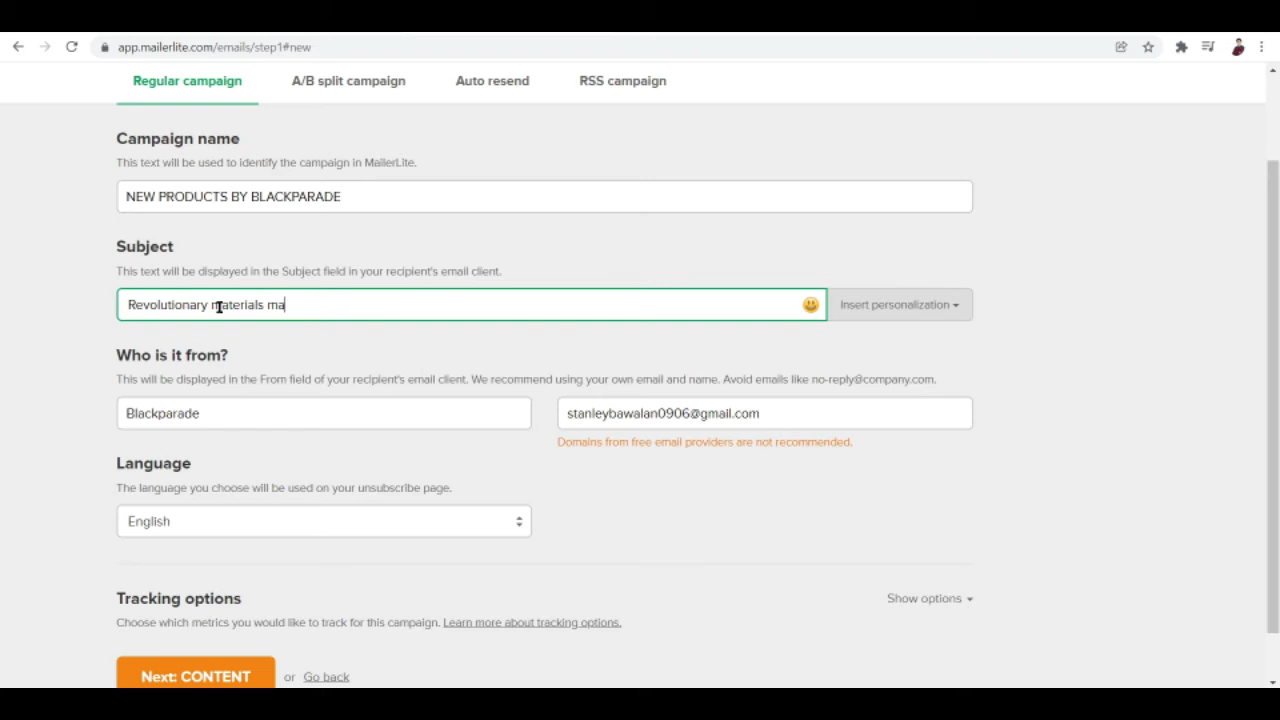 app.mailerlite.com/emails/step1#new
Regular campaign A/B split campaign Auto resend RSS campaign
Campaign name
This text will be used to identify the campaign in MailerLite.
NEW PRODUCTS BY BLACKPARADE
Subject
This text will be displayed in the Subject field in your recipient's email client.
Revolutionary materials ma
Insert personalization
Who is it from?
This will be displayed in the From field of your recipient's email client. We recommend using your own email and name. Avoid emails like no-reply@company.com.
Blackparade stanleybawalan0906@gmail.com
Domains from free email providers are not recommended.
Language
The language you choose will be used on your unsubscribe page.
English
Tracking options Show options
Choose which metrics you would like to track for this campaign. Learn more about tracking options.
Next: CONTENT or Go back